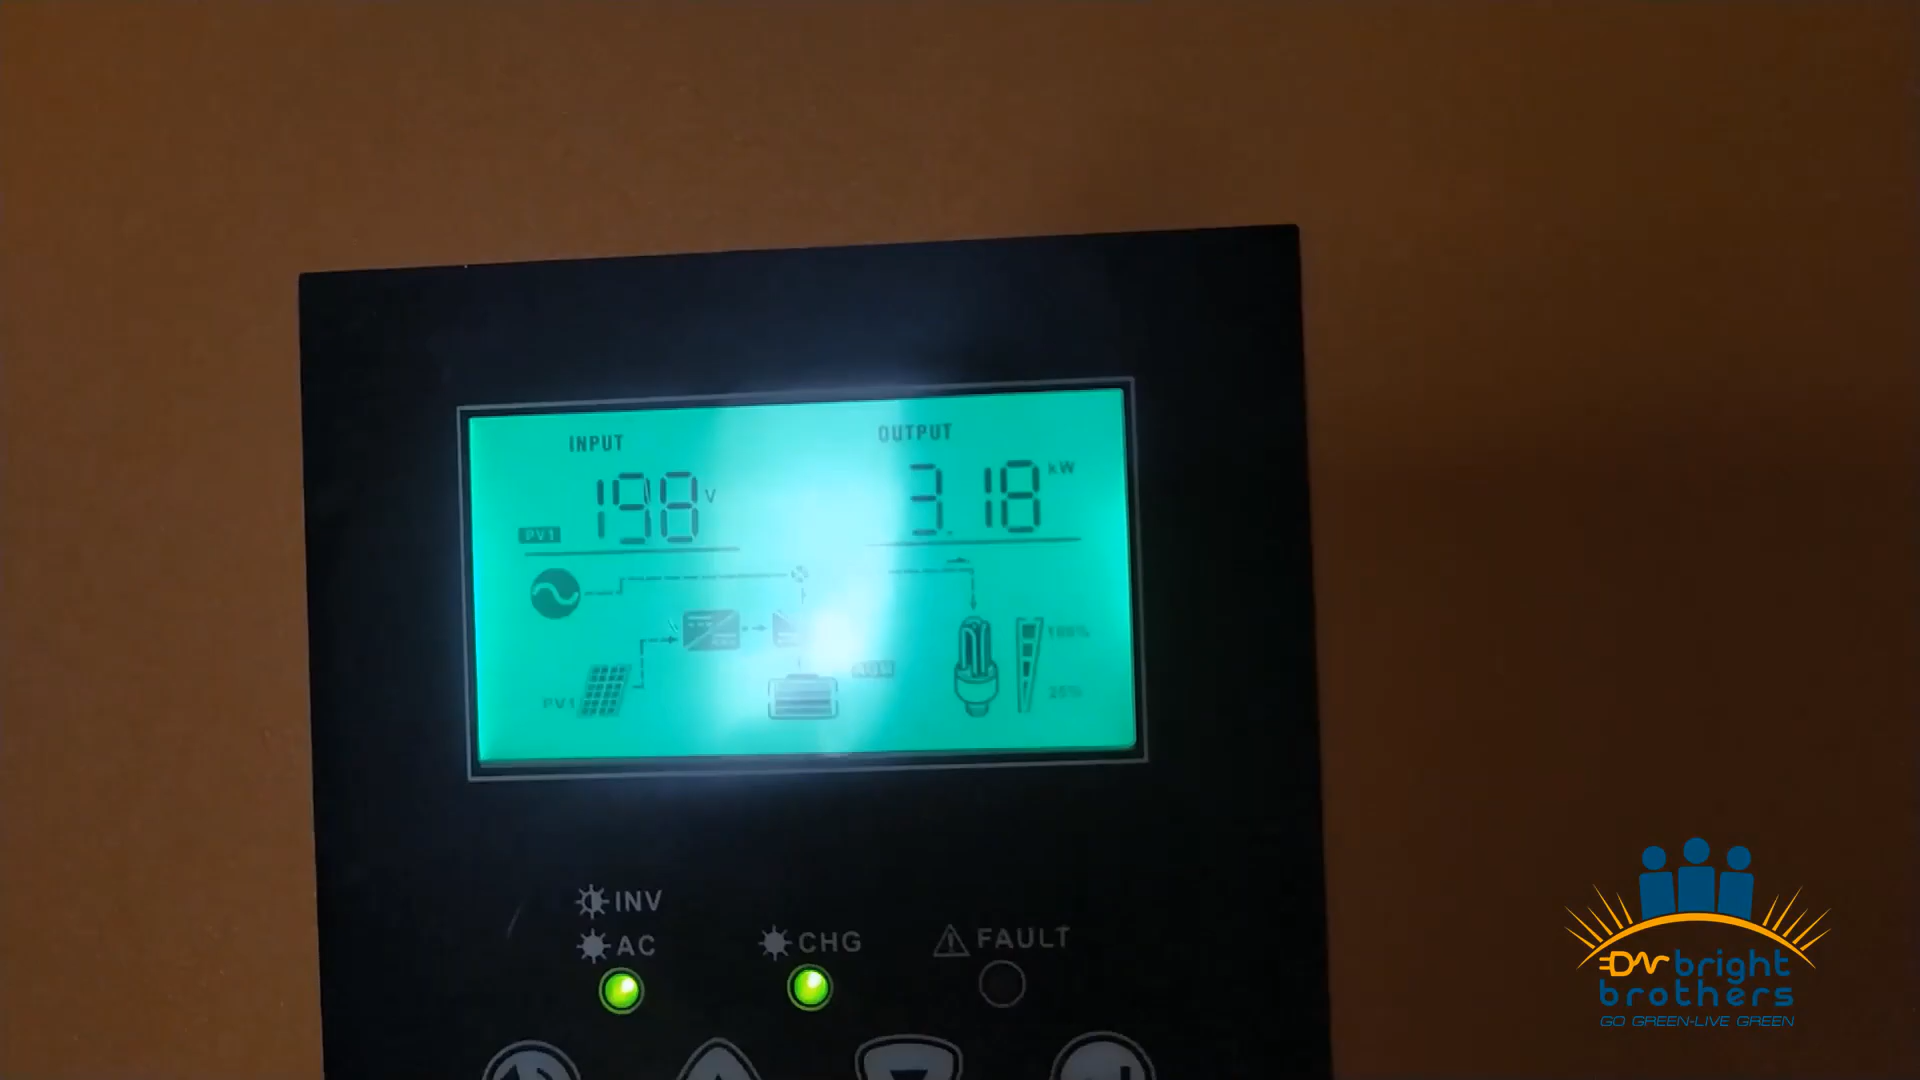 INPUT
OUTPUT
198 V
3.18 kW
PV1
100%
AGM
25%
PV1
INV
AC
CHG
FAULT
bright
brothers
GO GREEN-LIVE GREEN